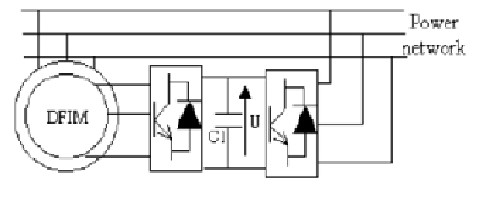 Power
network
DFIM
C1
U